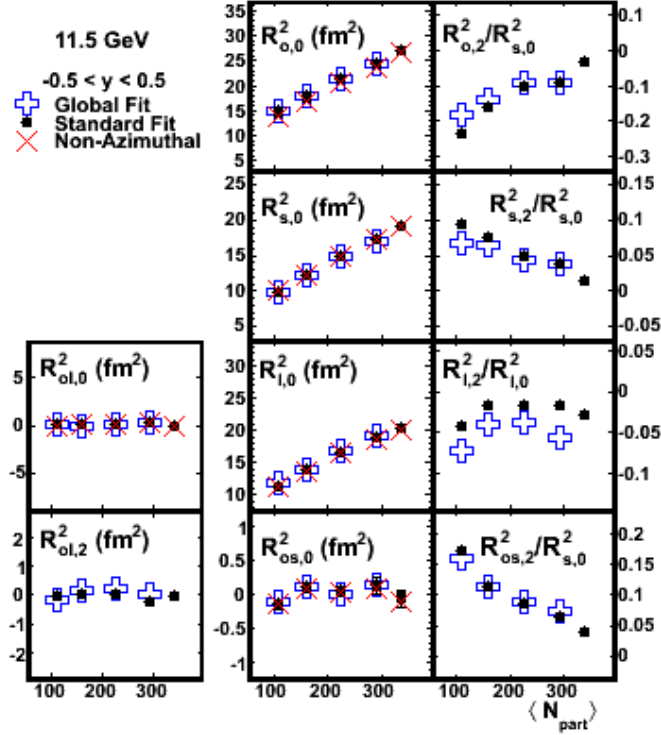 11.5 GeV
-0.5 < y < 0.5
Global Fit
Standard Fit
Non-Azimuthal
35
30
25
20
15
10
5
R²o,0 (fm²)
R²o,2/R²s,0
0.1
0
-0.1
-0.2
-0.3
25
20
15
10
5
R²s,0 (fm²)
R²s,2/R²s,0
0.15
0.1
0.05
0
-0.05
5
0
-5
R²ol,0 (fm²)
30
25
20
15
10
R²l,0 (fm²)
R²l,2/R²l,0
0.05
0
-0.05
-0.1
2
1
0
-1
-2
R²ol,2 (fm²)
1
0.5
0
-0.5
-1
R²os,0 (fm²)
R²os,2/R²s,0
0.2
0.15
0.1
0.05
0
100 200 300
100 200 300
100 200 300
⟨ Npart ⟩